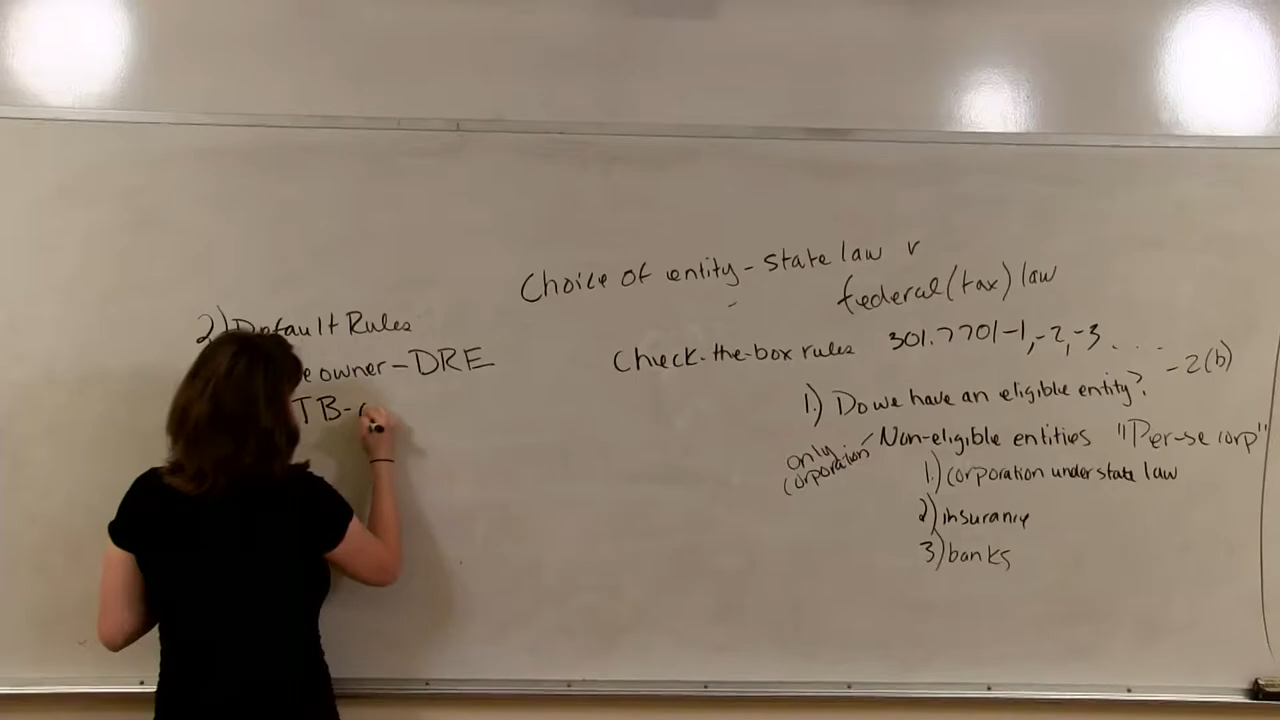 Choice of entity - state law v
federal (tax) law
Check-the-box rules 301.7701-1, -2, -3 . . . .
-2(b)
1.) Do we have an eligible entity?
Non-eligible entities "Per-se corp"
only
corporation
1.) corporation under state law
2) insurance
3) banks
2) Default Rules
e owner - DRE
TB-